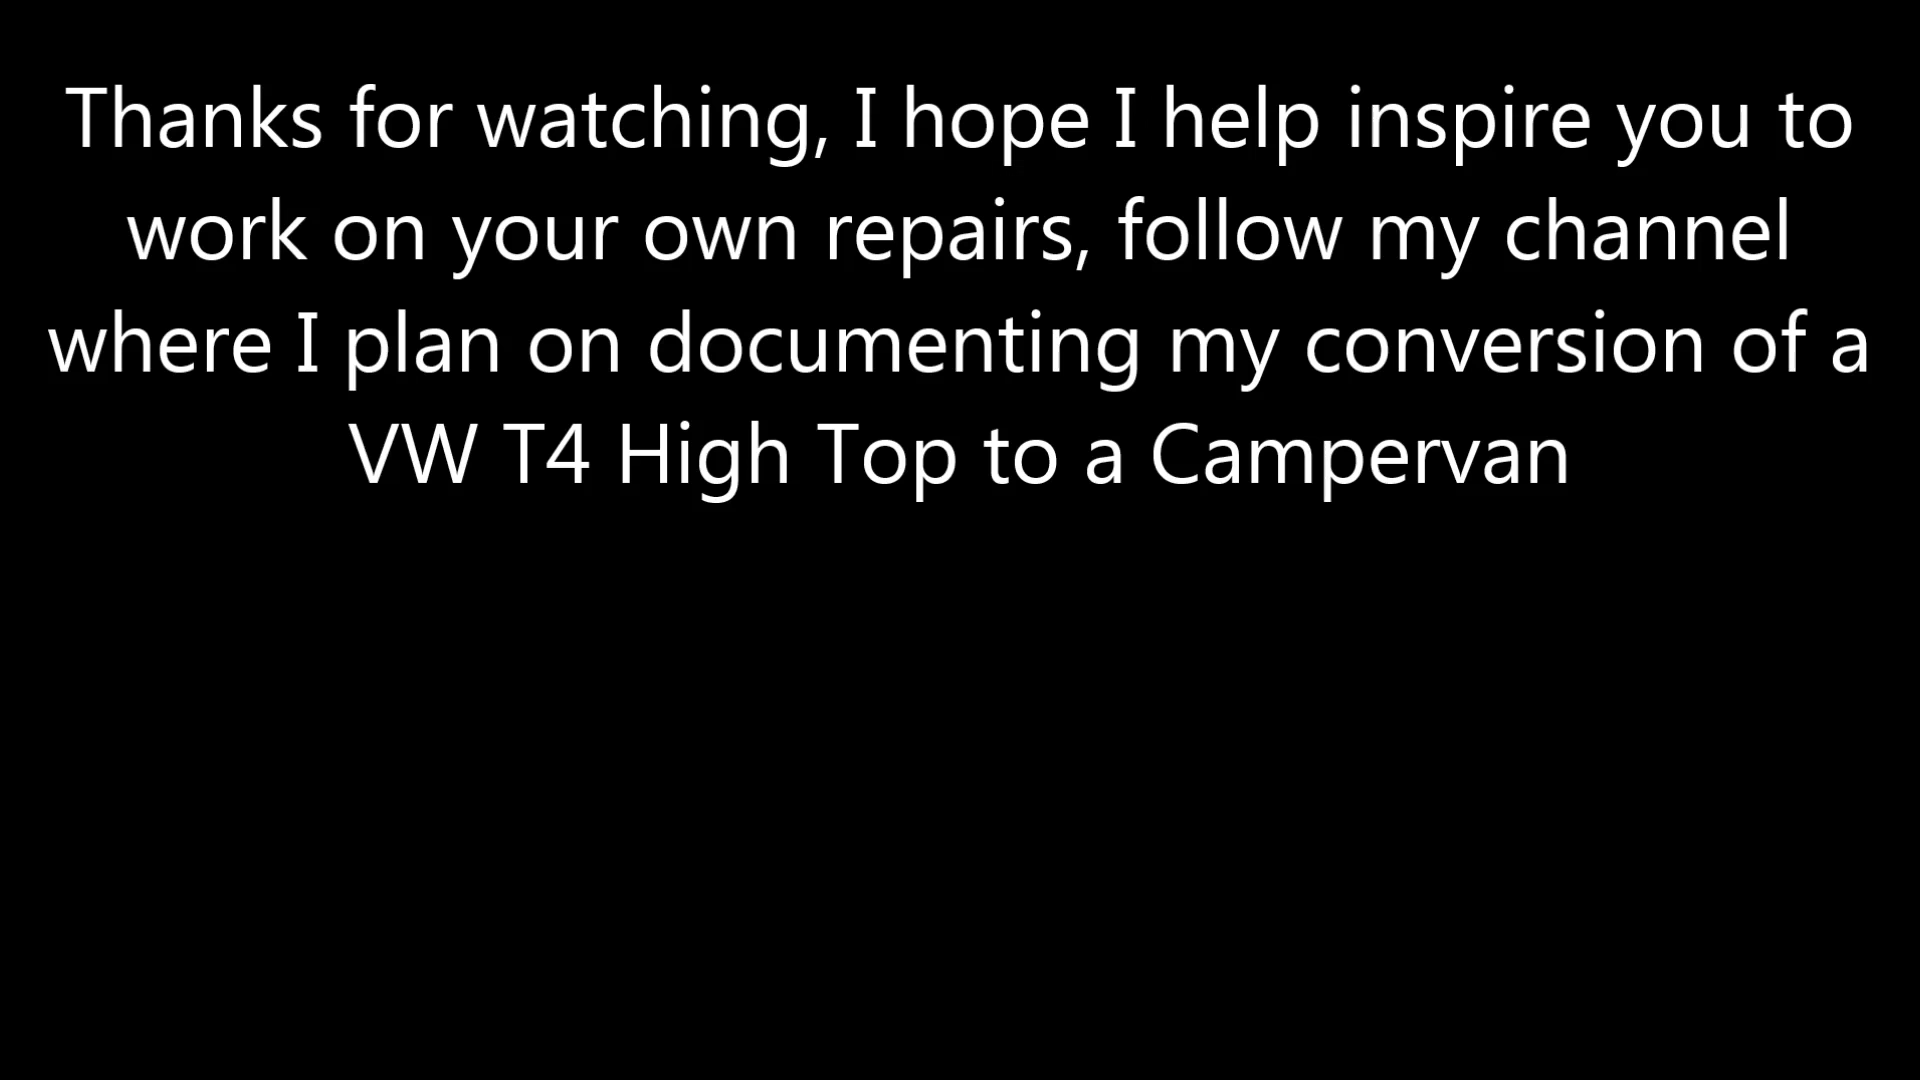 Thanks for watching, I hope I help inspire you to
work on your own repairs, follow my channel
where I plan on documenting my conversion of a
VW T4 High Top to a Campervan